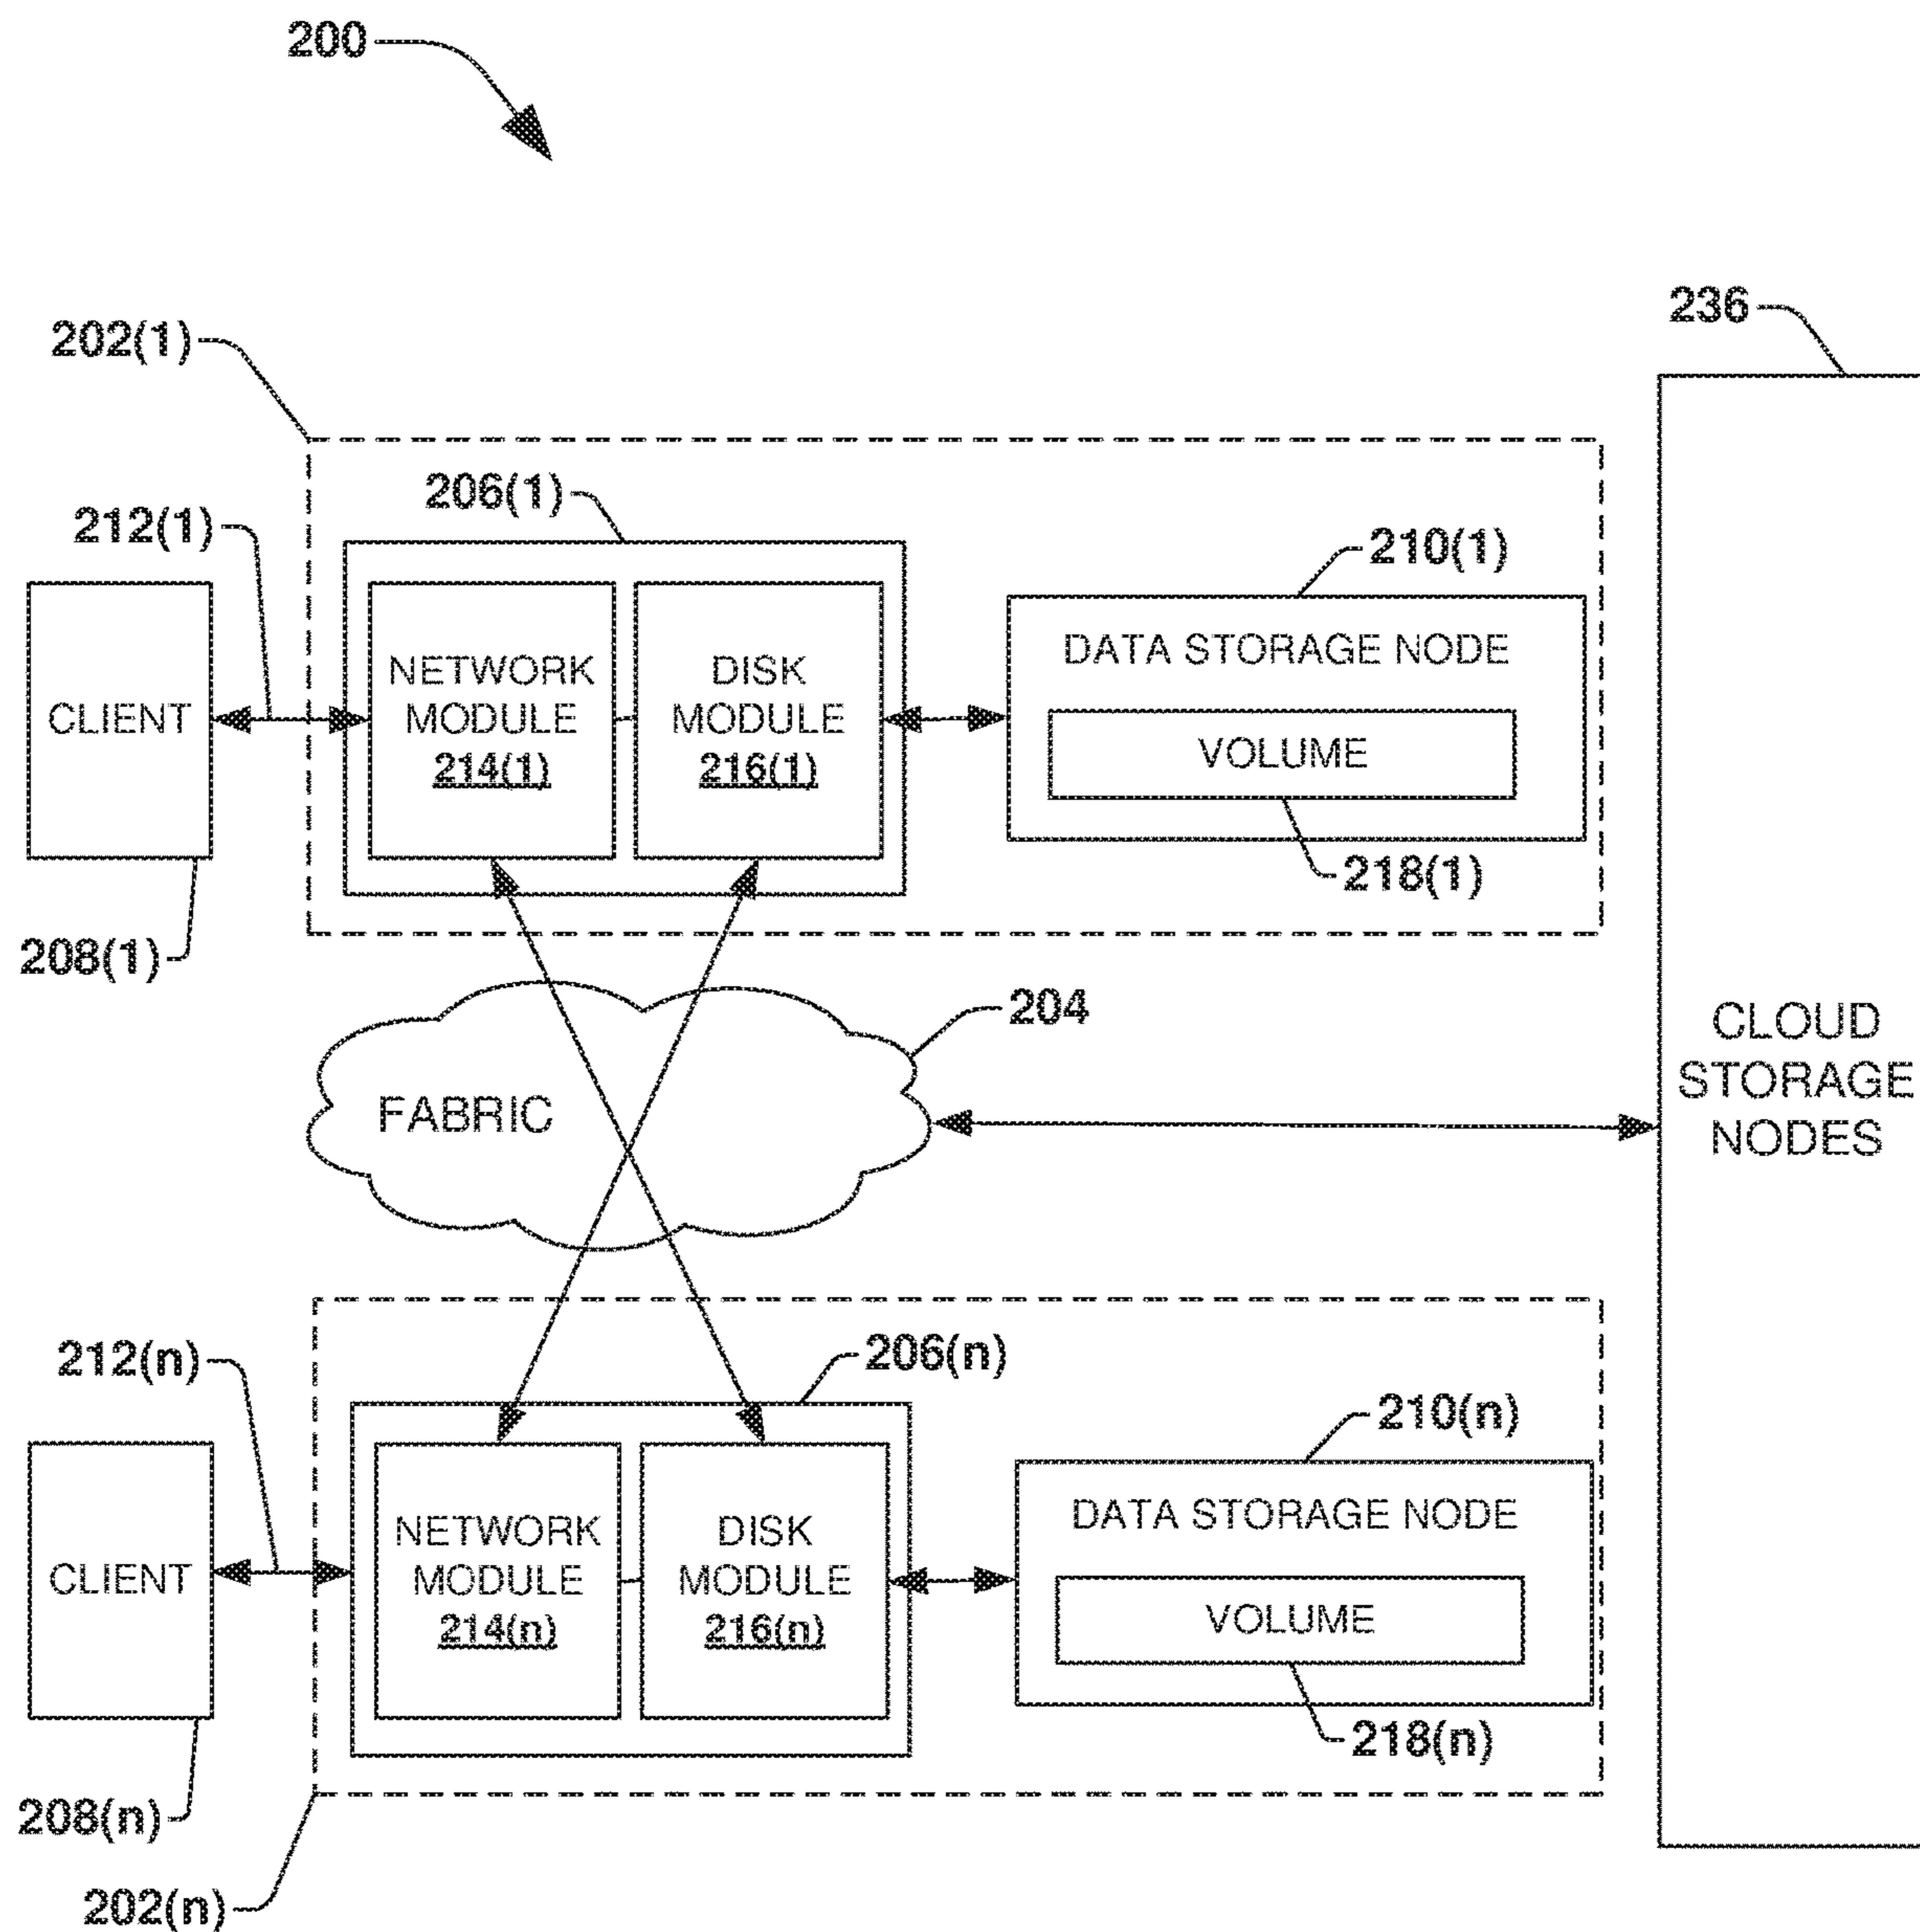 200
236
202(1)
206(1)
212(1)
210(1)
DATA STORAGE NODE
NETWORK
MODULE
214(1)
DISK
MODULE
216(1)
CLIENT
VOLUME
218(1)
208(1)
204
FABRIC
CLOUD
STORAGE
NODES
212(n)
206(n)
210(n)
DATA STORAGE NODE
NETWORK
MODULE
214(n)
DISK
MODULE
216(n)
CLIENT
VOLUME
218(n)
208(n)
202(n)